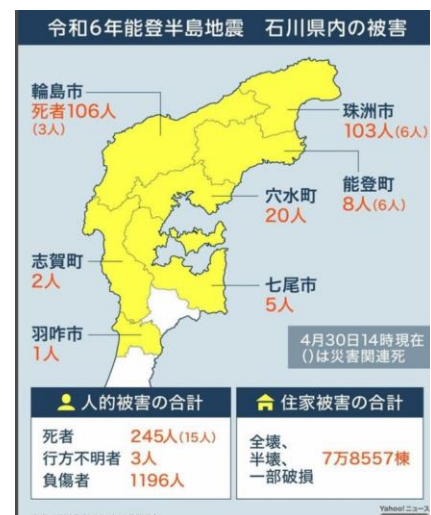 令和6年能登半島地震　石川県内の被害
輪島市
死者106人
(3人)
珠洲市
103人(6人)
能登町
8人(6人)
穴水町
20人
志賀町
2人
七尾市
5人
羽咋市
1人
4月30日14時現在
()は災害関連死
人的被害の合計
死者 245人(15人)
行方不明者 3人
負傷者 1196人
住家被害の合計
全壊、
半壊、 7万8557棟
一部破損
Yahoo!ニュース